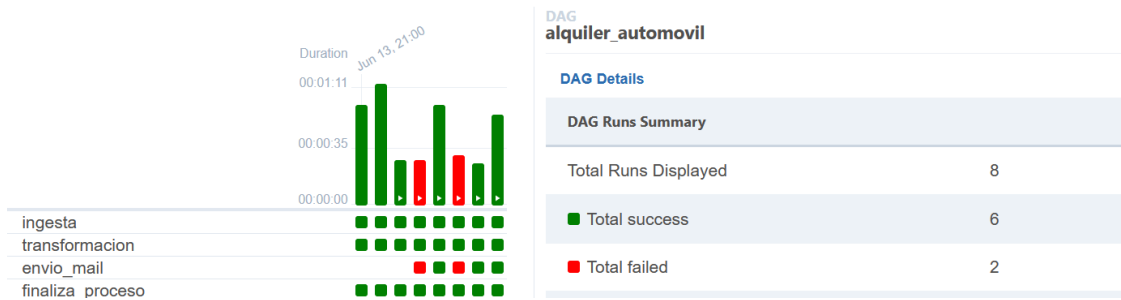 Duration
Jun 13, 21:00
00:01:11
00:00:35
00:00:00
ingesta
transformacion
envio_mail
finaliza_proceso
DAG
alquiler_automovil
DAG Details
DAG Runs Summary
Total Runs Displayed 8
Total success 6
Total failed 2